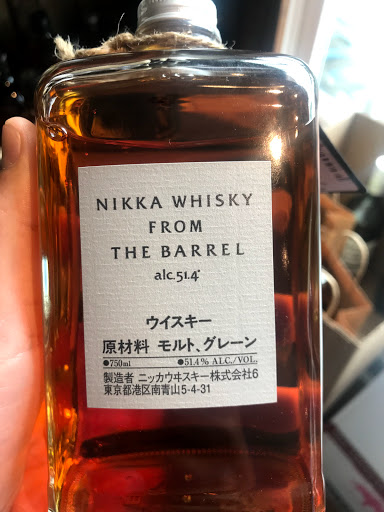 NIKKA WHISKY
FROM
THE BARREL
alc.51.4°
ウイスキー
原材料 モルト、グレーン
●750ml ●51.4% ALC./VOL.
製造者 ニッカウヰスキー株式会社6
東京都港区南青山5-4-31